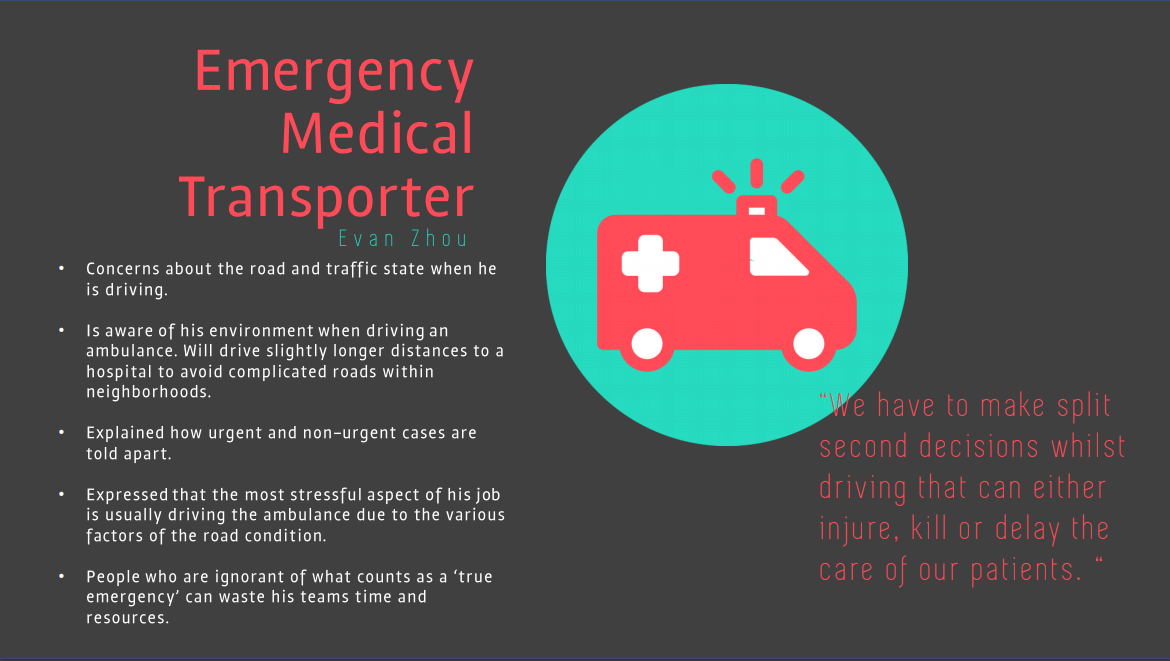 Emergency
Medical
Transporter
Evan Zhou
• Concerns about the road and traffic state when he
is driving.
• Is aware of his environment when driving an
ambulance. Will drive slightly longer distances to a
hospital to avoid complicated roads within
neighborhoods.
• Explained how urgent and non–urgent cases are
told apart.
• Expressed that the most stressful aspect of his job
is usually driving the ambulance due to the various
factors of the road condition.
• People who are ignorant of what counts as a ‘true
emergency’ can waste his teams time and
resources.
“We have to make split
second decisions whilst
driving that can either
injure, kill or delay the
care of our patients. “